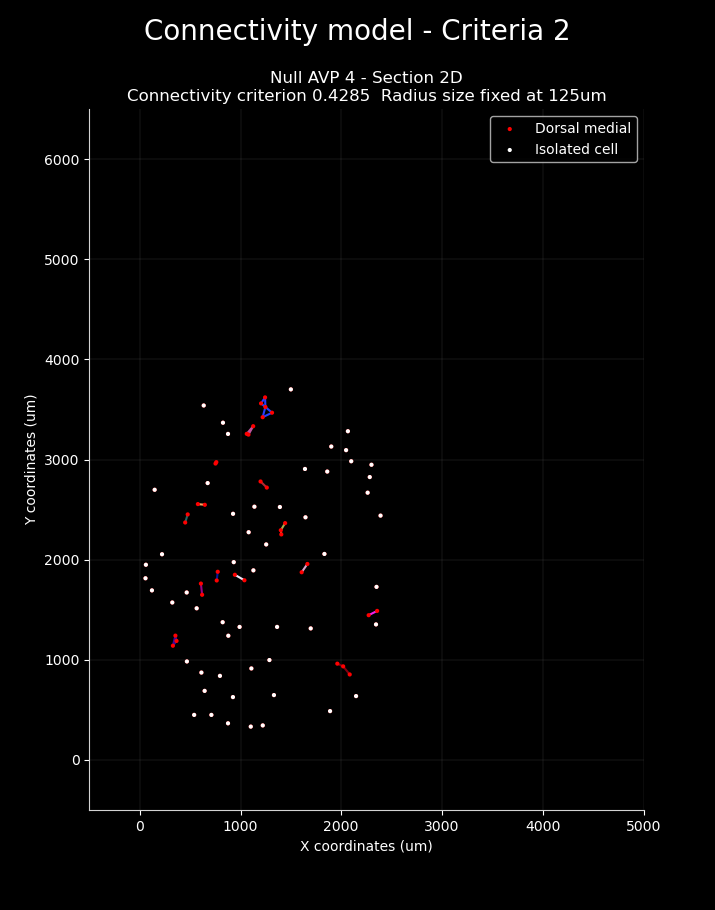 Connectivity model - Criteria 2
Null AVP 4 - Section 2D
Connectivity criterion 0.4285  Radius size fixed at 125um
Dorsal medial
Isolated cell
6000
5000
4000
3000
2000
1000
0
Y coordinates (um)
0
1000
2000
3000
4000
5000
X coordinates (um)